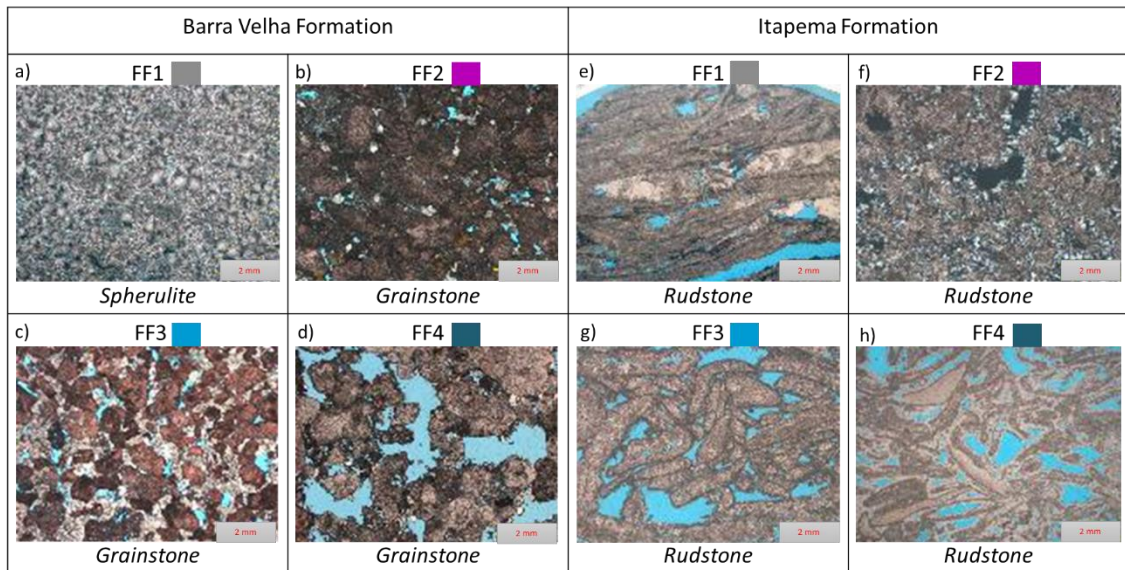 Barra Velha Formation
Itapema Formation
a) FF1
2 mm
Spherulite
b) FF2
2 mm
Grainstone
e) FF1
2 mm
Rudstone
f) FF2
2 mm
Rudstone
c) FF3
2 mm
Grainstone
d) FF4
2 mm
Grainstone
g) FF3
2 mm
Rudstone
h) FF4
2 mm
Rudstone